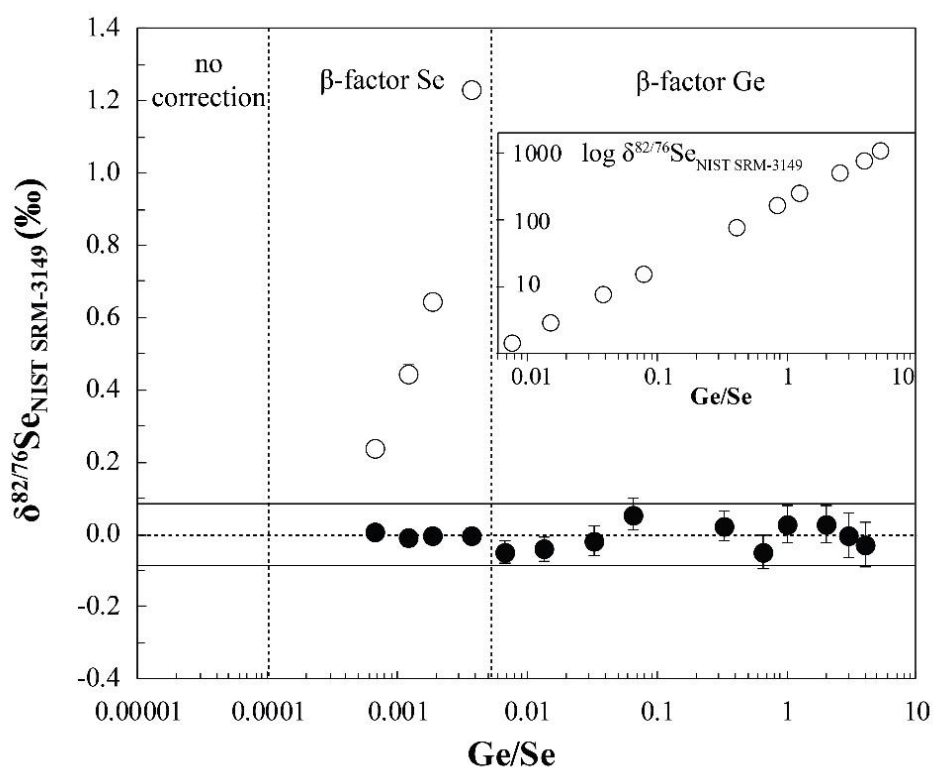 1.4
1.2
1.0
0.8
0.6
0.4
0.2
0.0
-0.2
-0.4
δ82/76SeNIST SRM-3149(‰)
no
correction
β-factor Se
β-factor Ge
1000 log δ82/76SeNIST SRM-3149
100
10
0.01 0.1 1 10
Ge/Se
0.00001 0.0001 0.001 0.01 0.1 1 10
Ge/Se